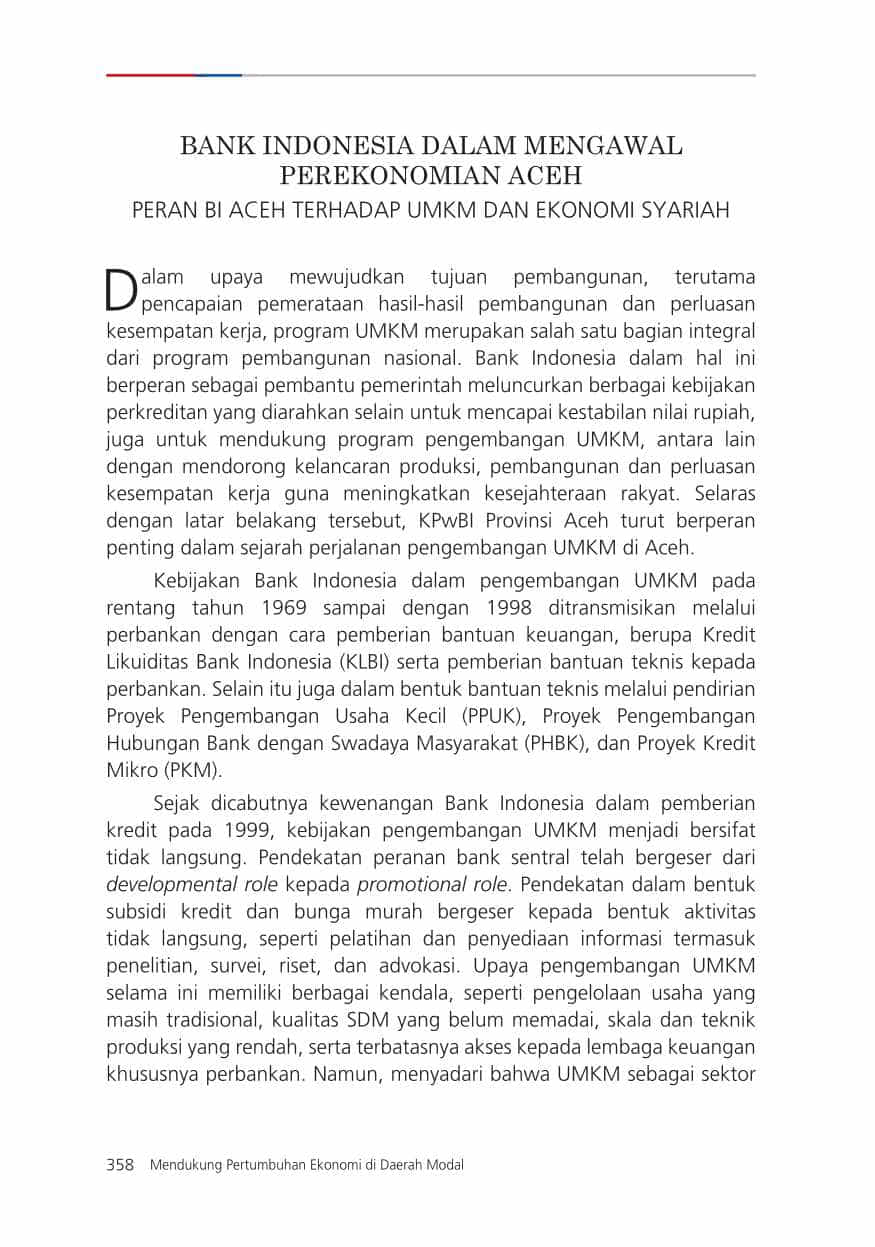 BANK INDONESIA DALAM MENGAWAL
PEREKONOMIAN ACEH
PERAN BI ACEH TERHADAP UMKM DAN EKONOMI SYARIAH
Dalam upaya mewujudkan tujuan pembangunan, terutama
pencapaian pemerataan hasil-hasil pembangunan dan perluasan
kesempatan kerja, program UMKM merupakan salah satu bagian integral
dari program pembangunan nasional. Bank Indonesia dalam hal ini
berperan sebagai pembantu pemerintah meluncurkan berbagai kebijakan
perkreditan yang diarahkan selain untuk mencapai kestabilan nilai rupiah,
juga untuk mendukung program pengembangan UMKM, antara lain
dengan mendorong kelancaran produksi, pembangunan dan perluasan
kesempatan kerja guna meningkatkan kesejahteraan rakyat. Selaras
dengan latar belakang tersebut, KPwBI Provinsi Aceh turut berperan
penting dalam sejarah perjalanan pengembangan UMKM di Aceh.
Kebijakan Bank Indonesia dalam pengembangan UMKM pada
rentang tahun 1969 sampai dengan 1998 ditransmisikan melalui
perbankan dengan cara pemberian bantuan keuangan, berupa Kredit
Likuiditas Bank Indonesia (KLBI) serta pemberian bantuan teknis kepada
perbankan. Selain itu juga dalam bentuk bantuan teknis melalui pendirian
Proyek Pengembangan Usaha Kecil (PPUK), Proyek Pengembangan
Hubungan Bank dengan Swadaya Masyarakat (PHBK), dan Proyek Kredit
Mikro (PKM).
Sejak dicabutnya kewenangan Bank Indonesia dalam pemberian
kredit pada 1999, kebijakan pengembangan UMKM menjadi bersifat
tidak langsung. Pendekatan peranan bank sentral telah bergeser dari
developmental role kepada promotional role. Pendekatan dalam bentuk
subsidi kredit dan bunga murah bergeser kepada bentuk aktivitas
tidak langsung, seperti pelatihan dan penyediaan informasi termasuk
penelitian, survei, riset, dan advokasi. Upaya pengembangan UMKM
selama ini memiliki berbagai kendala, seperti pengelolaan usaha yang
masih tradisional, kualitas SDM yang belum memadai, skala dan teknik
produksi yang rendah, serta terbatasnya akses kepada lembaga keuangan
khususnya perbankan. Namun, menyadari bahwa UMKM sebagai sektor
358 Mendukung Pertumbuhan Ekonomi di Daerah Modal